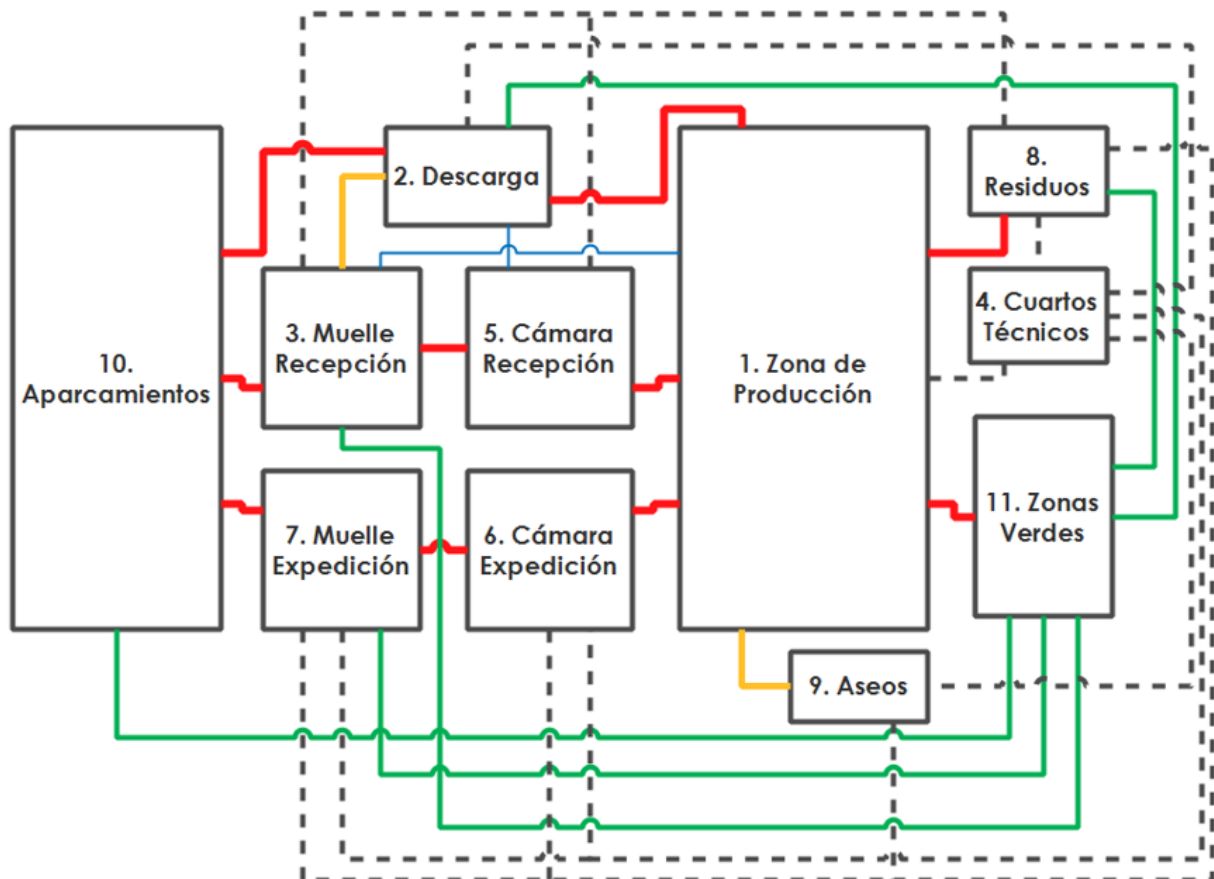 2. Descarga
8.
Residuos
10.
Aparcamientos
3. Muelle
Recepción
5. Cámara
Recepción
1. Zona de
Producción
4. Cuartos
Técnicos
7. Muelle
Expedición
6. Cámara
Expedición
11. Zonas
Verdes
9. Aseos